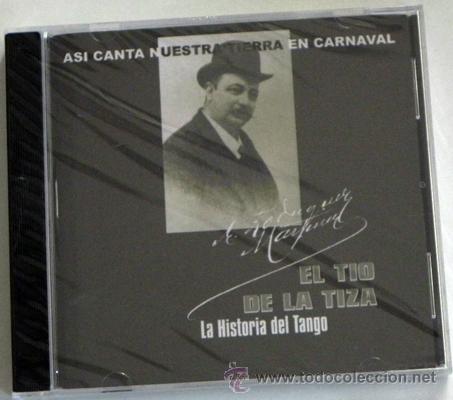 ASI CANTA NUESTRA TIERRA EN CARNAVAL
EL TIO
DE LA TIZA
La Historia del Tango
www.todocoleccion.net